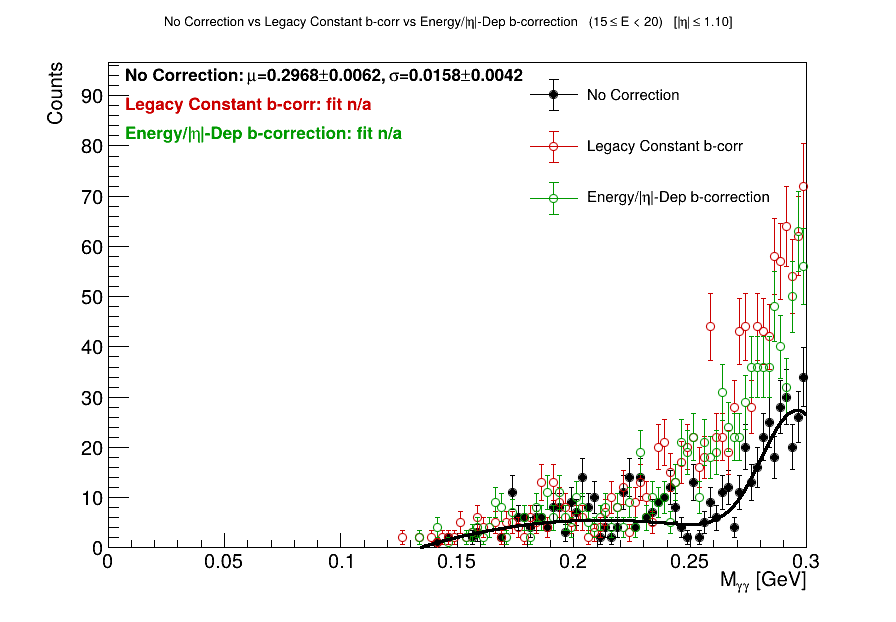 No Correction vs Legacy Constant b-corr vs Energy/|η|-Dep b-correction (15 ≤ E < 20) [|η| ≤ 1.10]
Counts
No Correction: μ=0.2968±0.0062, σ=0.0158±0.0042
Legacy Constant b-corr: fit n/a
Energy/|η|-Dep b-correction: fit n/a
No Correction
Legacy Constant b-corr
Energy/|η|-Dep b-correction
90
80
70
60
50
40
30
20
10
0
0 0.05 0.1 0.15 0.2 0.25 0.3
Mγγ [GeV]